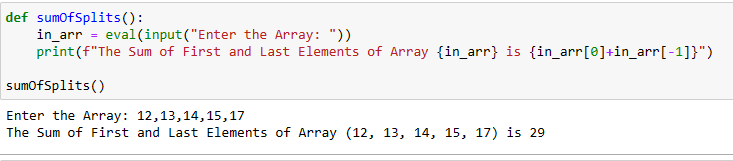 def sumOfSplits():
    in_arr = eval(input("Enter the Array: "))
    print(f"The Sum of First and Last Elements of Array {in_arr} is {in_arr[0]+in_arr[-1]}")
sumOfSplits()
Enter the Array: 12,13,14,15,17
The Sum of First and Last Elements of Array (12, 13, 14, 15, 17) is 29